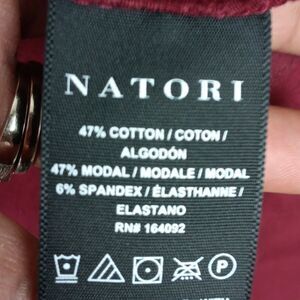 NATORI
47% COTTON / COTON /
ALGODÓN
47% MODAL / MODALE / MODAL
6% SPANDEX / ÉLASTHANNE /
ELASTANO
RN# 164092
P